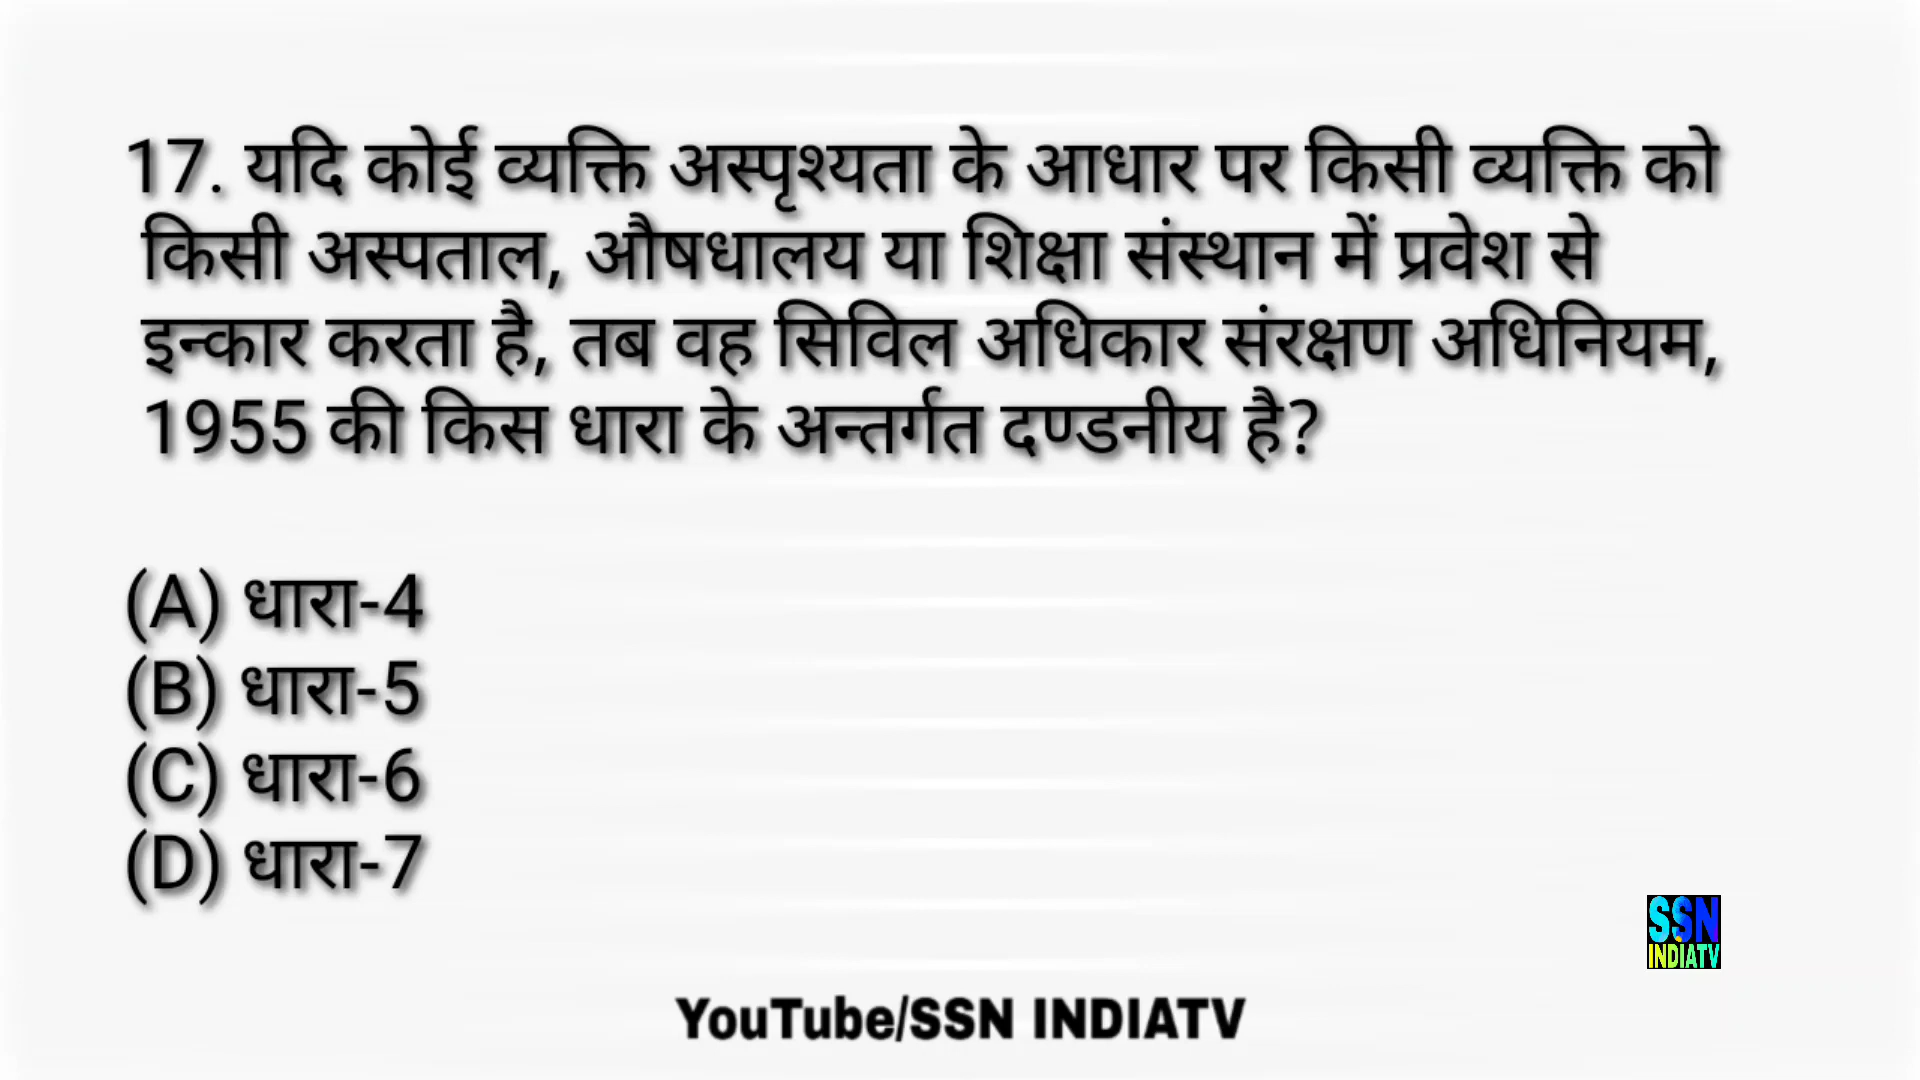 17. यदि कोई व्यक्ति अस्पृश्यता के आधार पर किसी व्यक्ति को
किसी अस्पताल, औषधालय या शिक्षा संस्थान में प्रवेश से
इन्कार करता है, तब वह सिविल अधिकार संरक्षण अधिनियम,
1955 की किस धारा के अन्तर्गत दण्डनीय है?
(A) धारा-4
(B) धारा-5
(C) धारा-6
(D) धारा-7
SSN
INDIATV
YouTube/SSN INDIATV